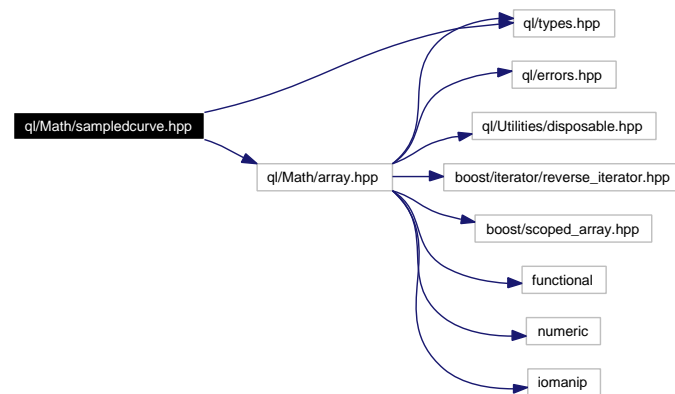 ql/types.hpp
ql/errors.hpp
ql/Math/sampledcurve.hpp
ql/Utilities/disposable.hpp
ql/Math/array.hpp
boost/iterator/reverse_iterator.hpp
boost/scoped_array.hpp
functional
numeric
iomanip